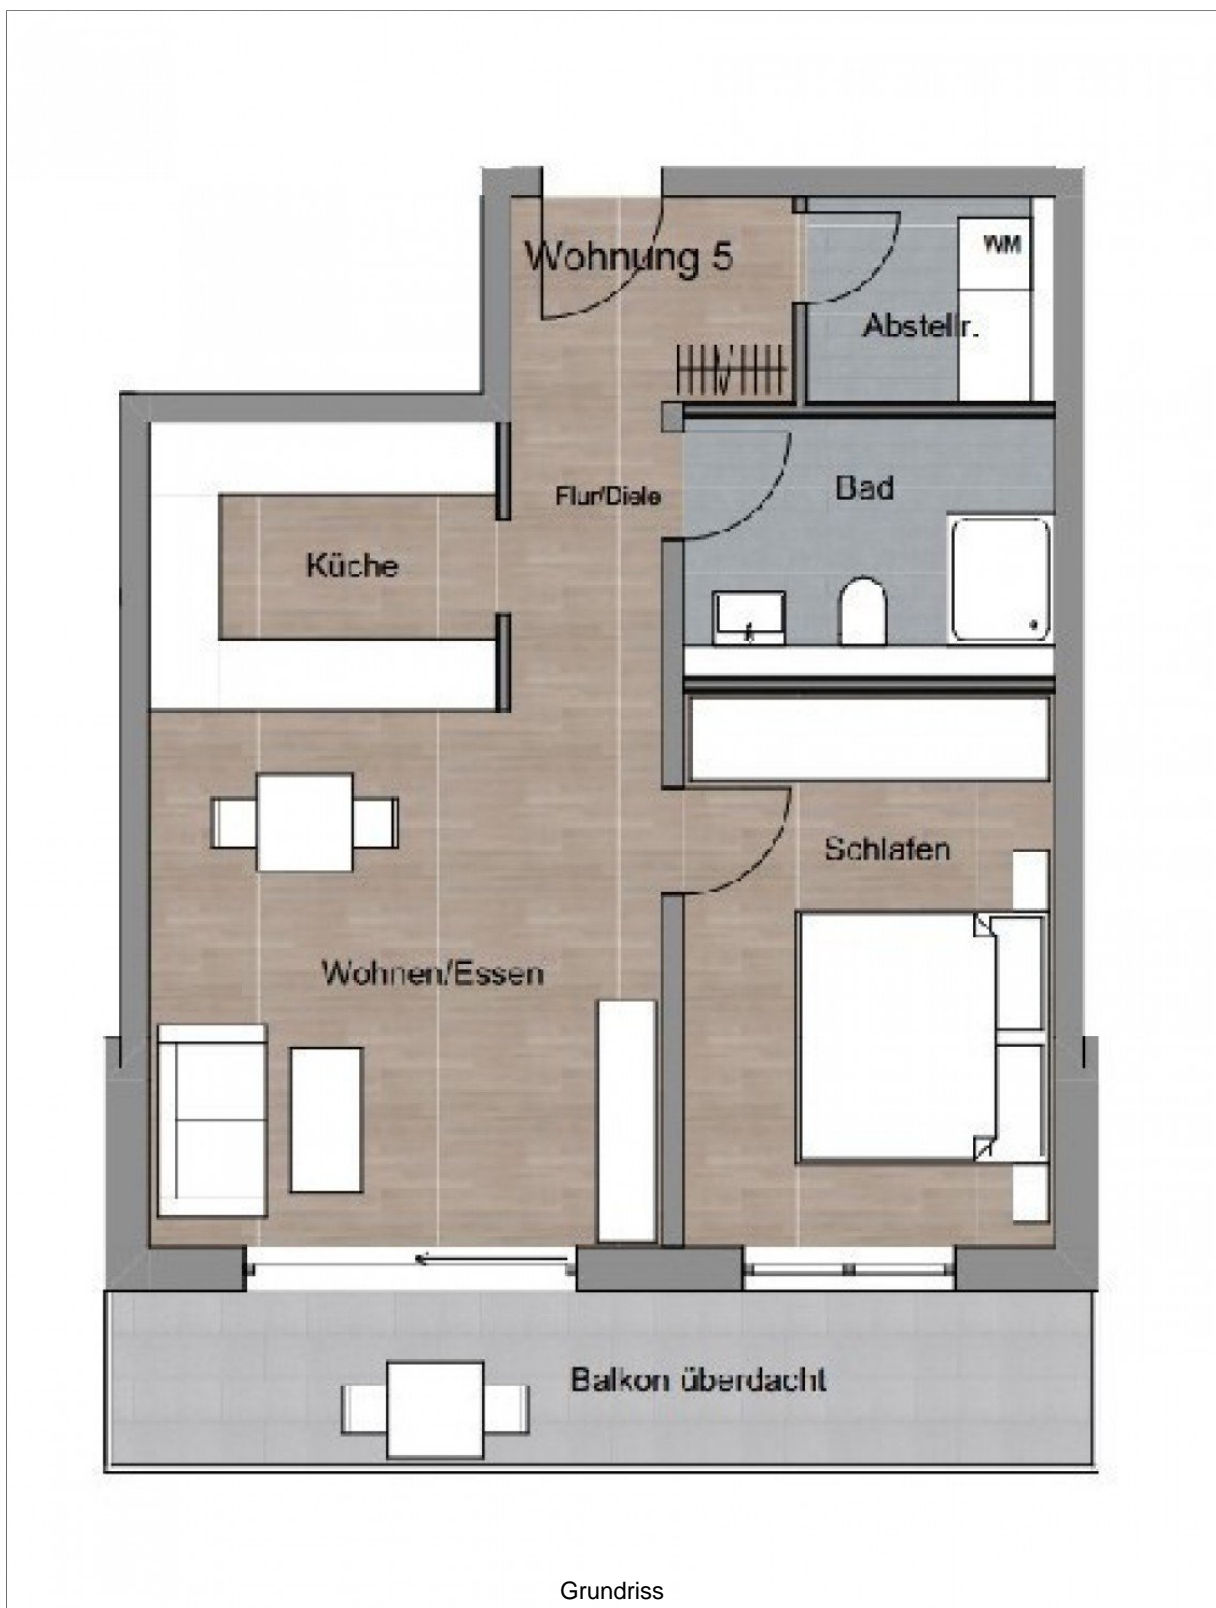 Wohnung 5
WM
Abstellr.
Bad
Flur/Diele
Küche
Schlafen
Wohnen/Essen
Balkon überdacht
Grundriss